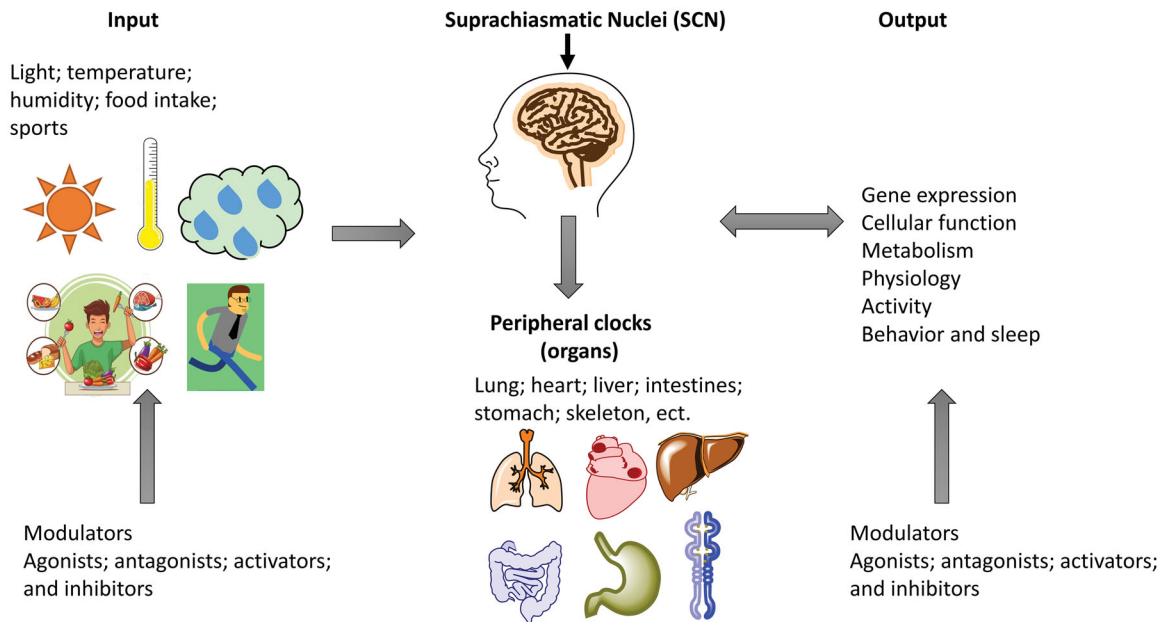 Input
Light; temperature;
humidity; food intake;
sports
Modulators
Agonists; antagonists; activators;
and inhibitors
Suprachiasmatic Nuclei (SCN)
Peripheral clocks
(organs)
Lung; heart; liver; intestines;
stomach; skeleton, ect.
Output
Gene expression
Cellular function
Metabolism
Physiology
Activity
Behavior and sleep
Modulators
Agonists; antagonists; activators;
and inhibitors